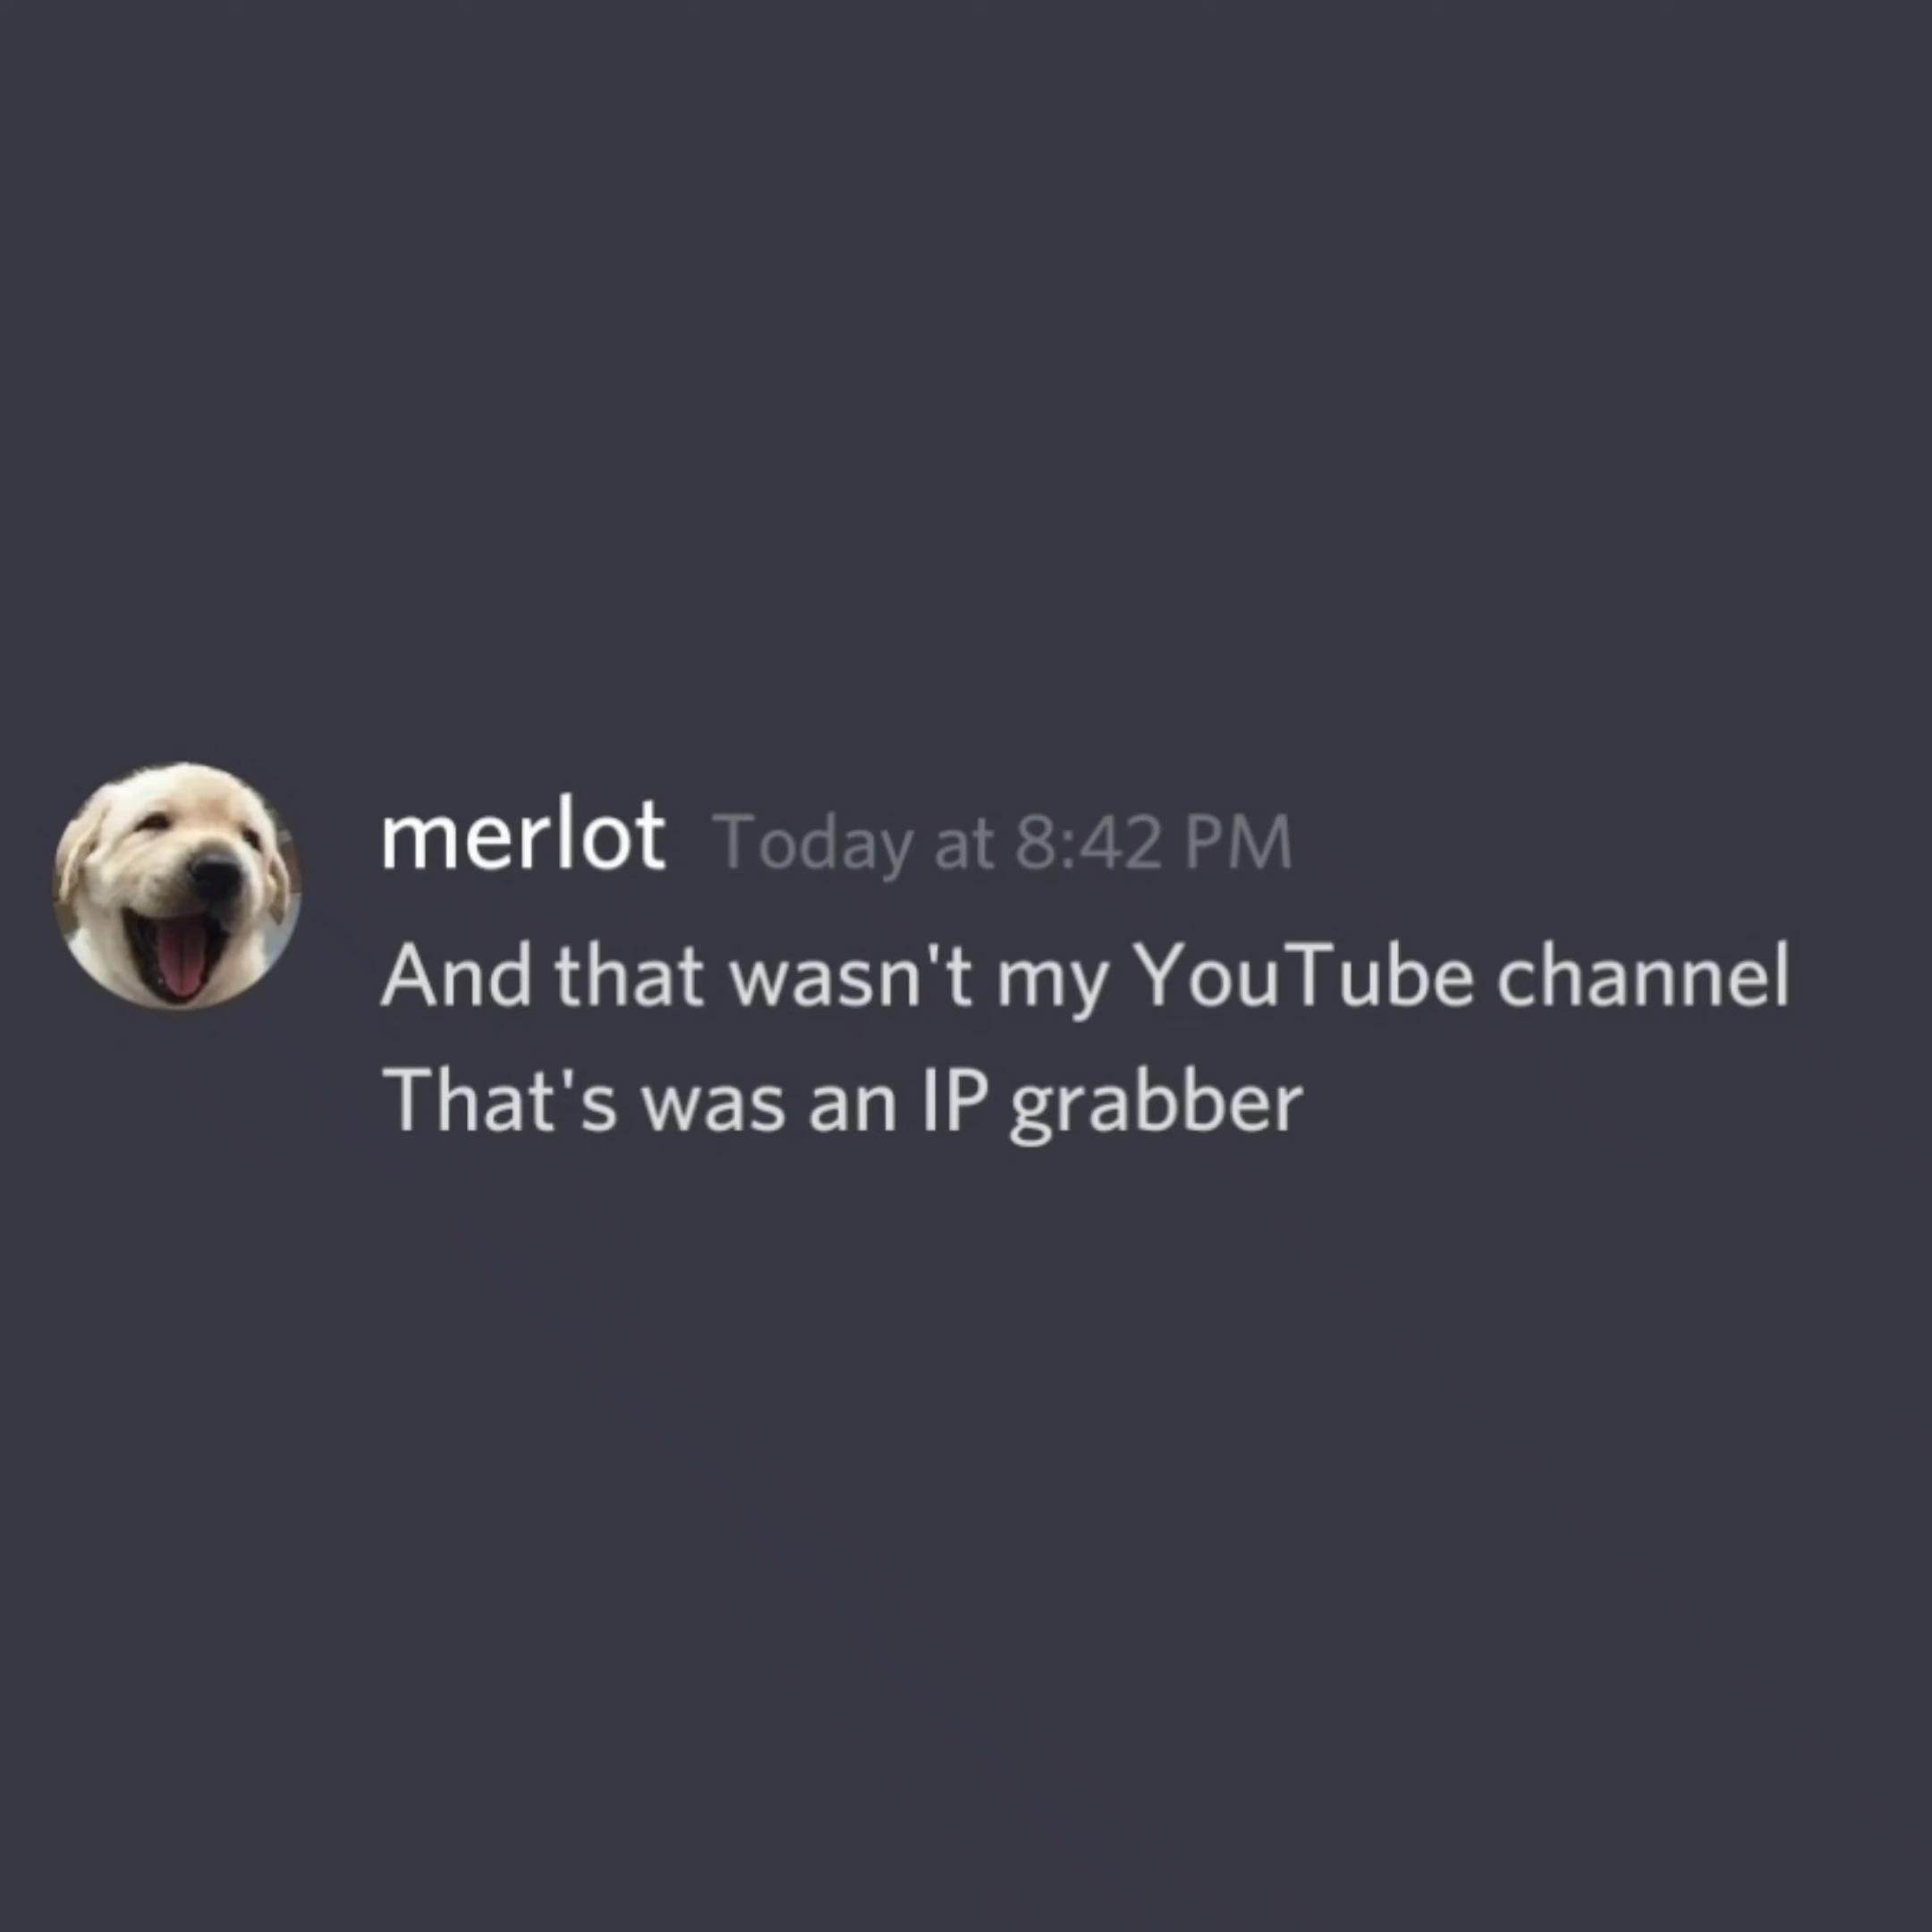 merlot Today at 8:42 PM
And that wasn't my YouTube channel
That's was an IP grabber